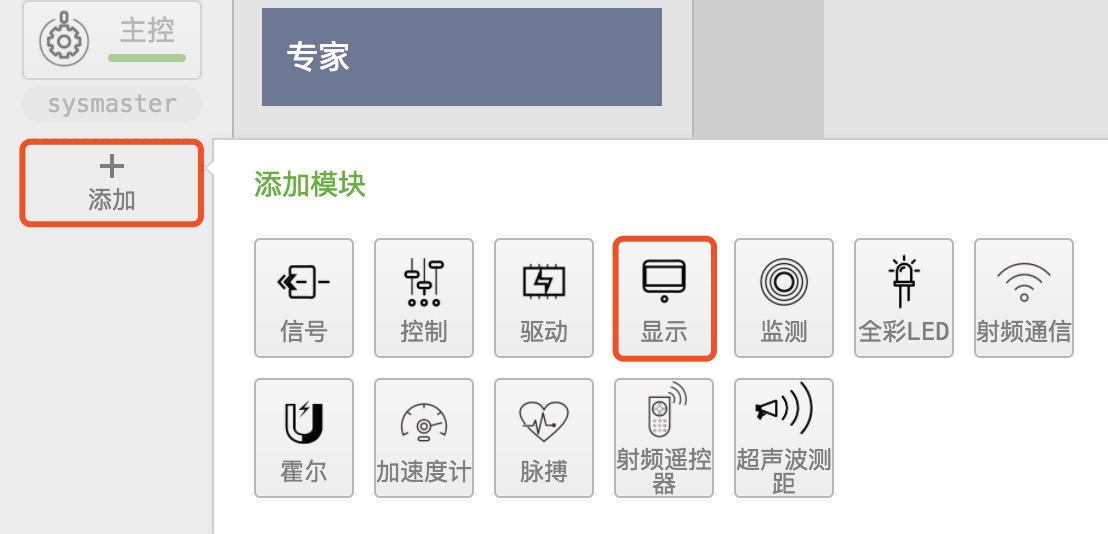 主控
专家
sysmaster
添加
添加模块
信号
控制
驱动
显示
监测
全彩LED
射频通信
霍尔
加速度计
脉搏
射频遥控
器
超声波测
距